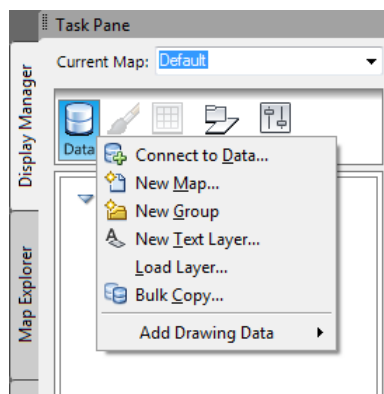 Task Pane
Current Map: Default
Display Manager
Map Explorer
Data
Connect to Data...
New Map...
New Group
New Text Layer...
Load Layer...
Bulk Copy...
Add Drawing Data